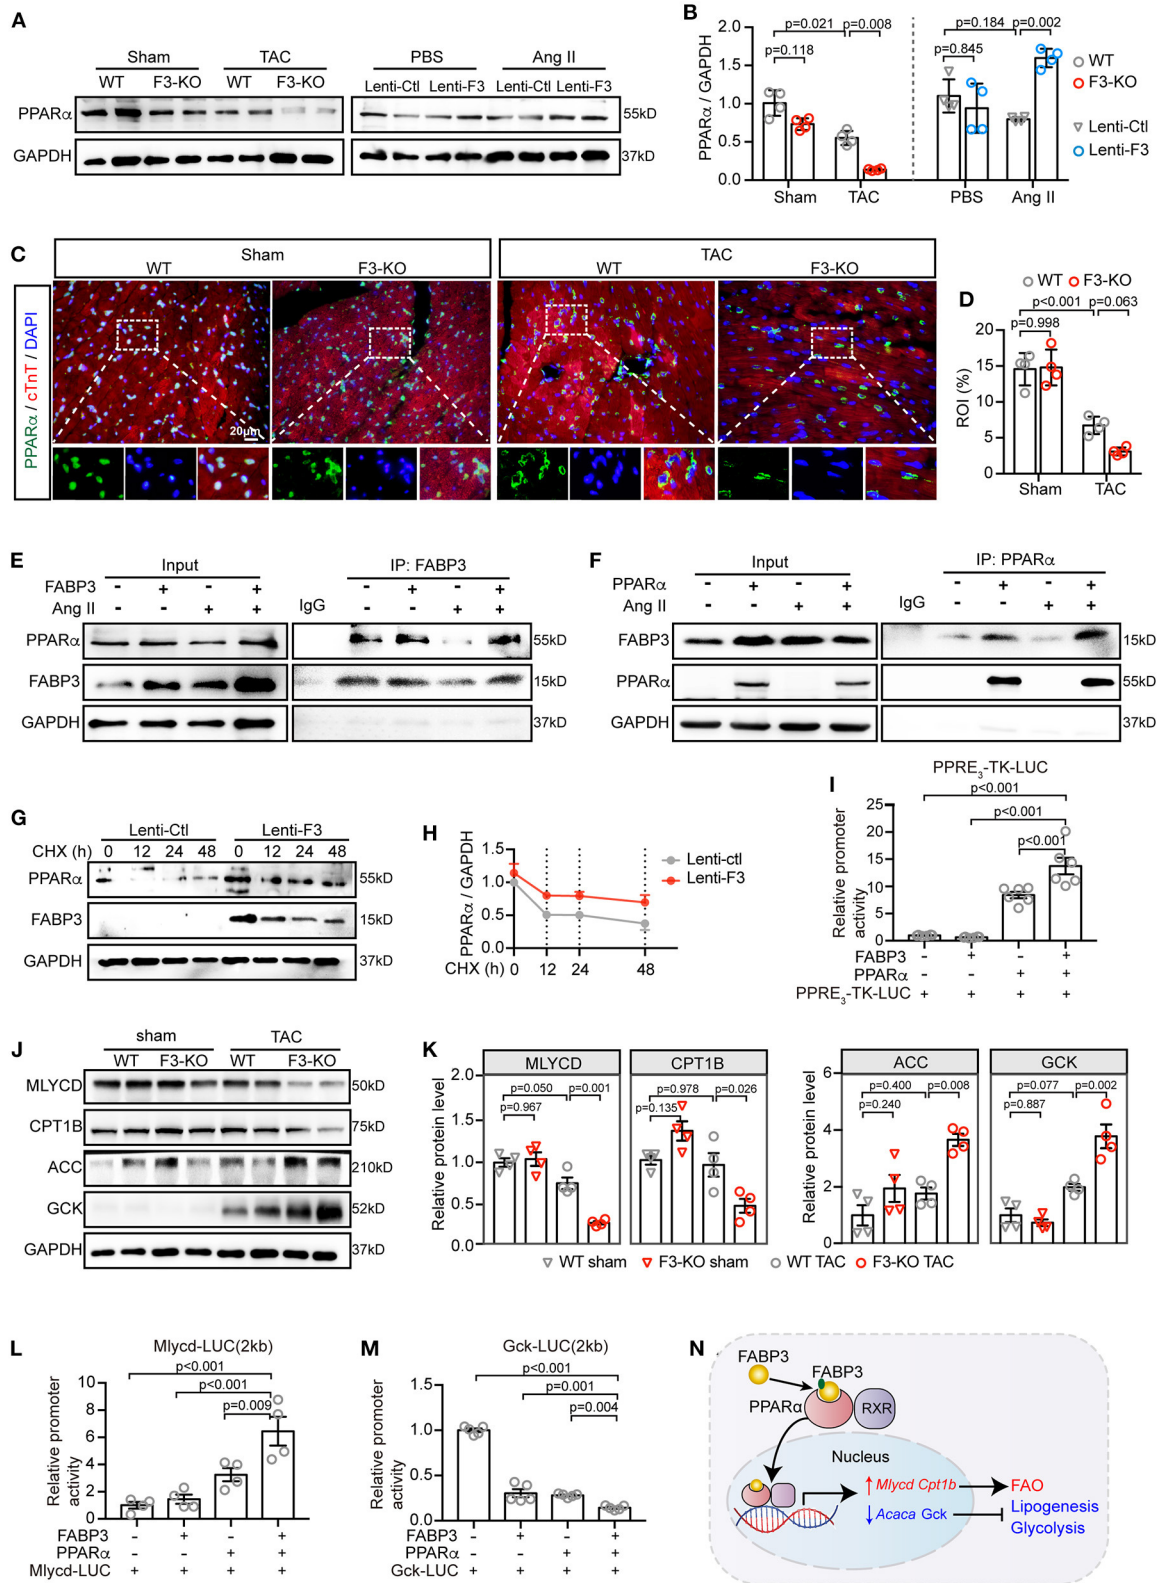 A
Sham TAC PBS Ang II
WT F3-KO WT F3-KO Lenti-Ctl Lenti-F3 Lenti-Ctl Lenti-F3
PPARα 55kD
GAPDH 37kD
B
PPARα / GAPDH
2.0
1.5
1.0
0.5
0.0
p=0.021 p=0.008 p=0.184 p=0.002
p=0.118 p=0.845
Sham TAC PBS Ang II
WT
F3-KO
Lenti-Ctl
Lenti-F3
C
Sham TAC
WT F3-KO WT F3-KO
PPARα / cTnT / DAPI
20μm
D
WT F3-KO
p<0.001 p=0.063
p=0.998
ROI (%)
20
15
10
5
0
Sham TAC
E
Input IP: FABP3
FABP3 - + - + - + - +
Ang II - - + + IgG - - + +
PPARα 55kD
FABP3 15kD
GAPDH 37kD
F
Input IP: PPARα
PPARα - + - + - + - +
Ang II - - + + IgG - - + +
FABP3 15kD
PPARα 55kD
GAPDH 37kD
G
Lenti-Ctl Lenti-F3
CHX (h) 0 12 24 48 0 12 24 48
PPARα 55kD
FABP3 15kD
GAPDH 37kD
H
PPARα / GAPDH
1.5
1.0
0.5
0.0
CHX (h) 0 12 24 48
Lenti-ctl
Lenti-F3
I
PPRE3-TK-LUC
p<0.001
p<0.001
p<0.001
Relative promoter activity
25
20
15
10
5
0
FABP3 - + - +
PPARα - - + +
PPRE3-TK-LUC + + + +
J
sham TAC
WT F3-KO WT F3-KO
MLYCD 50kD
CPT1B 75kD
ACC 210kD
GCK 52kD
GAPDH 37kD
K
MLYCD CPT1B ACC GCK
Relative protein level
2.0
1.5
1.0
0.5
0.0
p=0.050 p=0.001 p=0.978 p=0.026
p=0.967 p=0.135
Relative protein level
6
4
2
0
p=0.400 p=0.008 p=0.077 p=0.002
p=0.240 p=0.887
WT sham F3-KO sham WT TAC F3-KO TAC
L
Mlycd-LUC(2kb)
p<0.001
p<0.001
p=0.009
Relative promoter activity
10
8
6
4
2
0
FABP3 - + - +
PPARα - - + +
Mlycd-LUC + + + +
M
Gck-LUC(2kb)
p<0.001
p=0.001
p=0.004
Relative promoter activity
1.5
1.0
0.5
0.0
FABP3 - + - +
PPARα - - + +
Gck-LUC + + + +
N
FABP3
FABP3
PPARα RXR
Nucleus
Mlycd Cpt1b FAO
Acaca Gck Lipogenesis
Glycolysis